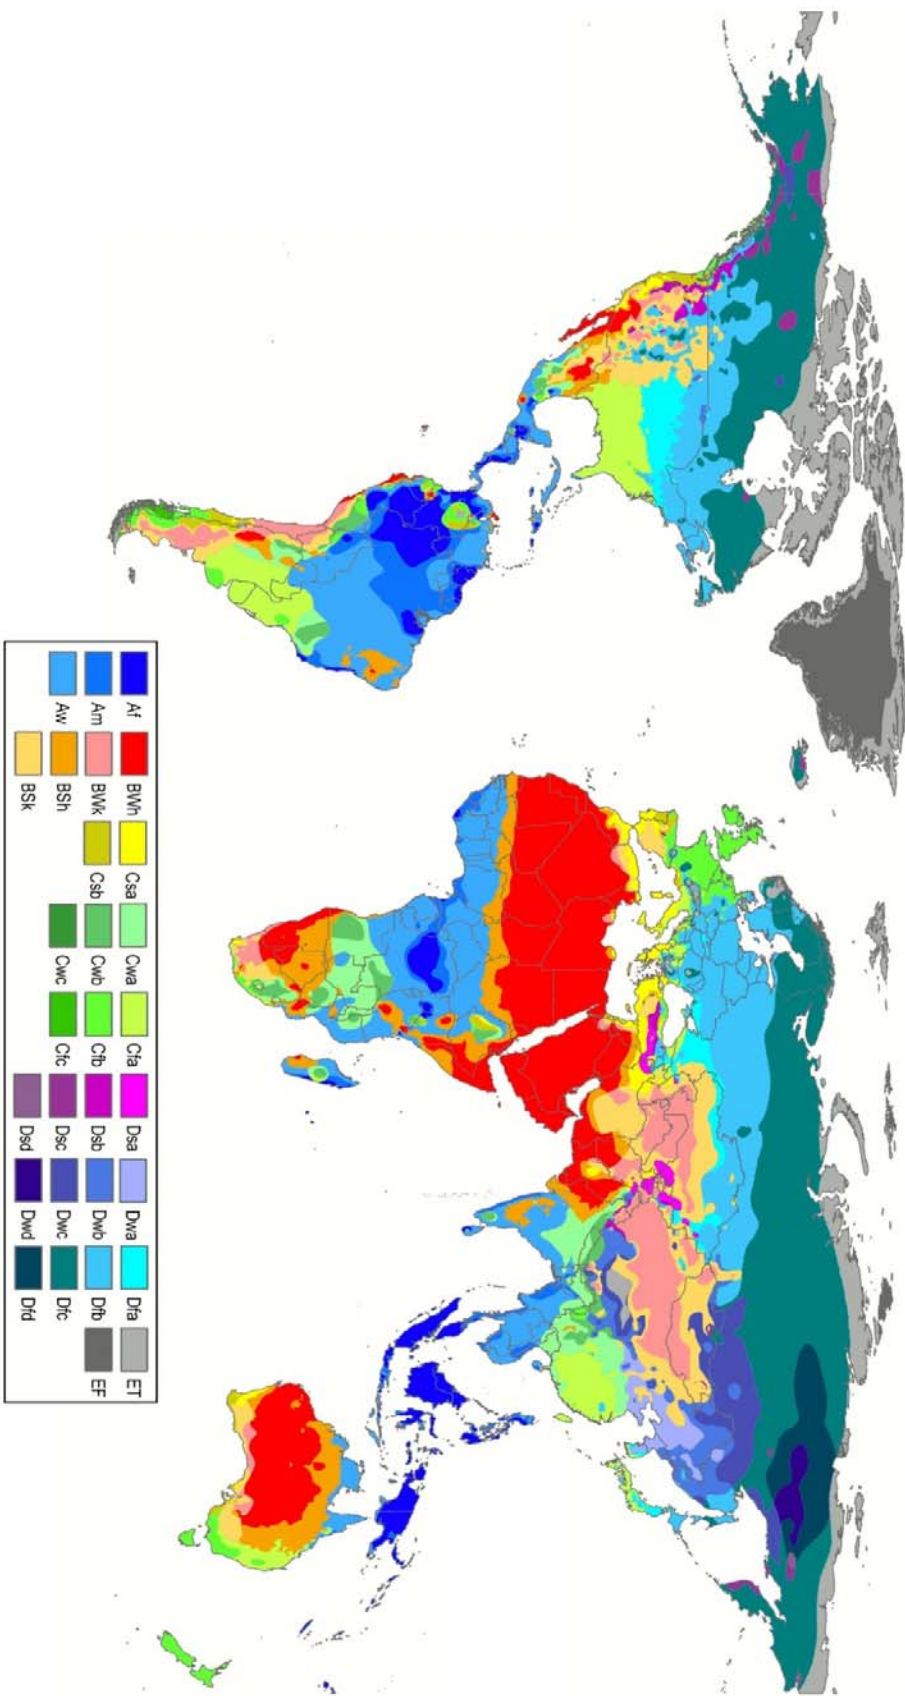 Af BWh Csa Cwa Cfa Dsa Dwa Dfa ET
Am BWk Csb Cwb Cfb Dsb Dwb Dfb EF
Aw BSh Cwc Cfc Dsc Dwc Dfc
BSk Dsd Dwd Dfd